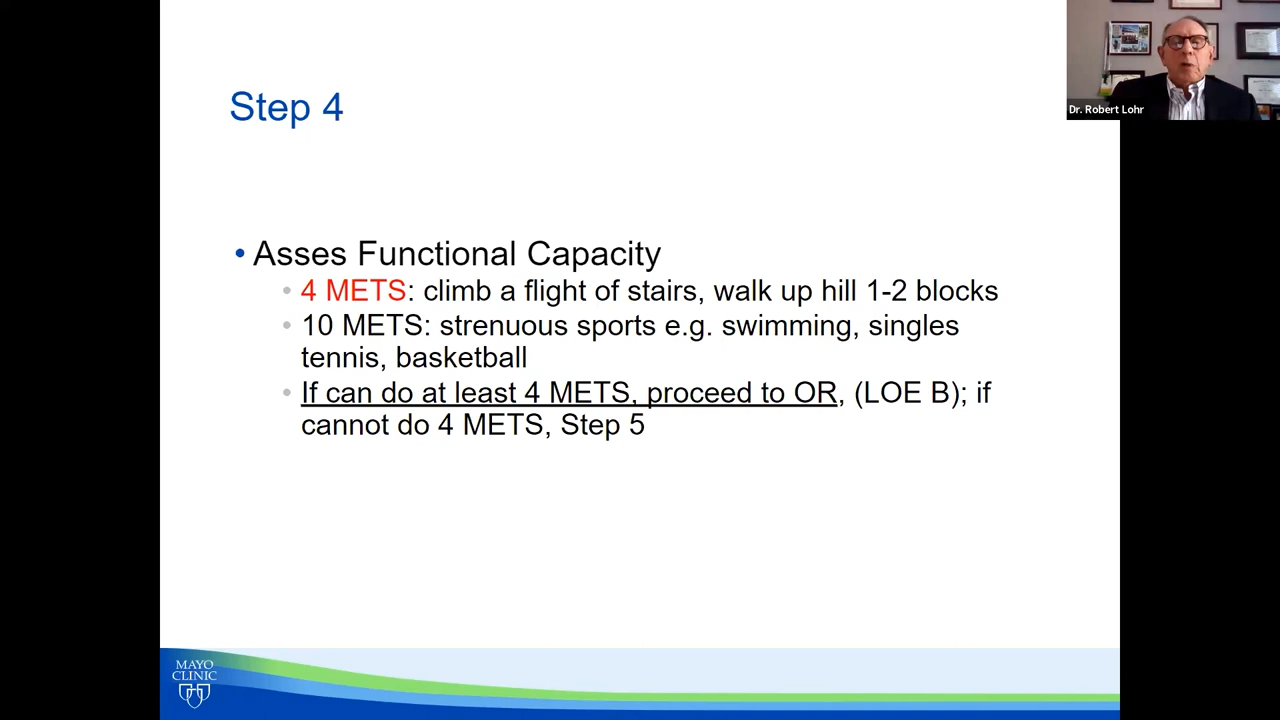 Dr. Robert Lohr
Step 4
• Asses Functional Capacity
• 4 METS: climb a flight of stairs, walk up hill 1-2 blocks
• 10 METS: strenuous sports e.g. swimming, singles
tennis, basketball
• If can do at least 4 METS, proceed to OR, (LOE B); if
cannot do 4 METS, Step 5
MAYO
CLINIC